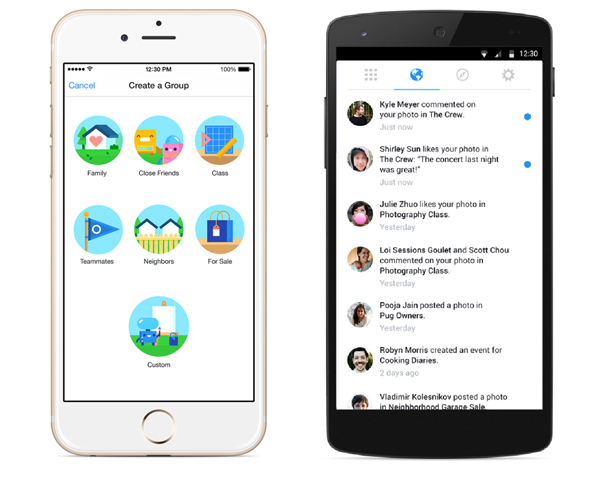 12:30 PM
100%
Cancel
Create a Group
Family
Close Friends
Class
Teammates
Neighbors
For Sale
Custom
12:30
Kyle Meyer commented on
your photo in The Crew.
Just now
Shirley Sun likes your photo in
The Crew: "The concert last night
was great!"
Just now
Julie Zhuo likes your photo in
Photography Class.
Yesterday
Loi Sessions Goulet and Scott Chou
commented on your photo in
Photography Class.
Yesterday
Pooja Jain posted a photo in
Pug Owners.
Yesterday
Robyn Morris created an event for
Cooking Diaries.
2 days ago
Vladimir Kolesnikov posted a photo
in Neighborhood Garage Sale.